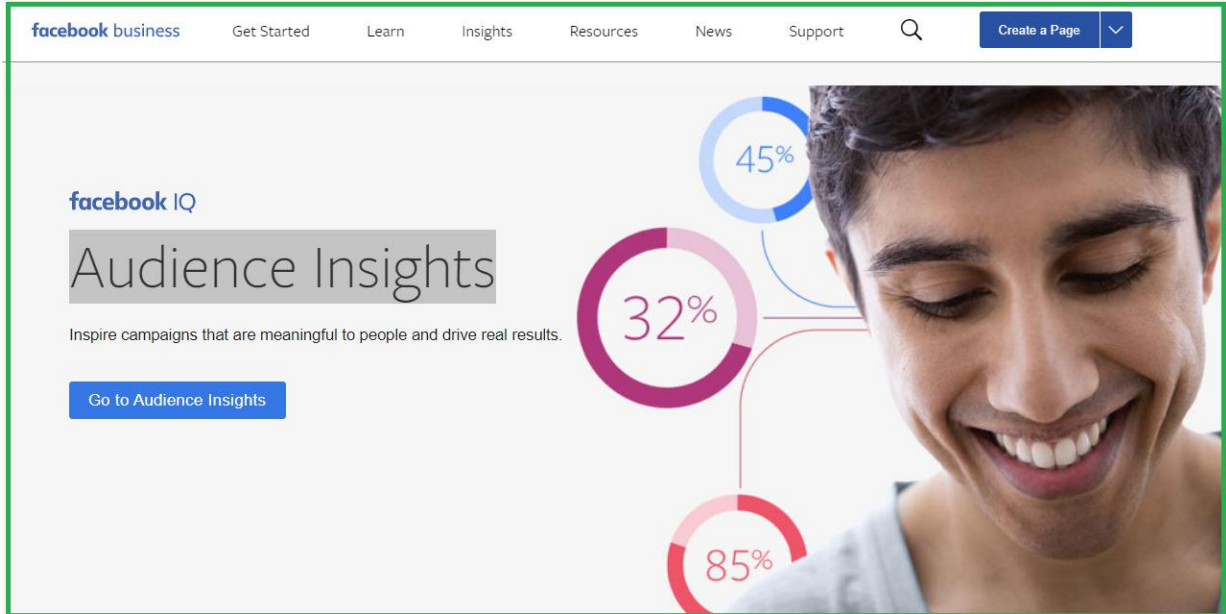 facebook business Get Started Learn Insights Resources News Support Create a Page
45%
facebook IQ
Audience Insights
32%
Inspire campaigns that are meaningful to people and drive real results.
Go to Audience Insights
85%